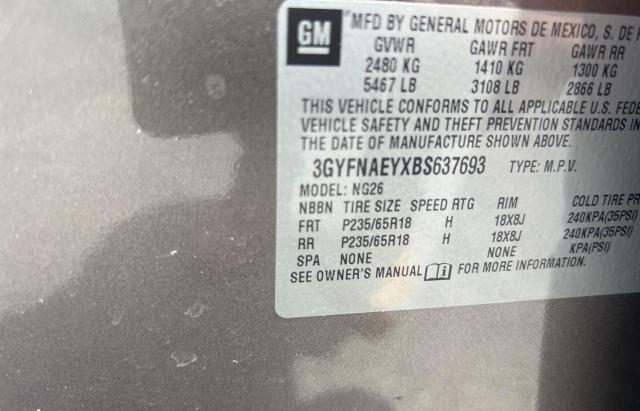 GM
MFD BY GENERAL MOTORS DE MEXICO, S. DE
GVWR GAWR FRT GAWR RR
2480 KG 1410 KG 1300 KG
5467 LB 3108 LB 2866 LB
THIS VEHICLE CONFORMS TO ALL APPLICABLE U.S. FEDE
VEHICLE SAFETY AND THEFT PREVENTION STANDARDS IN
THE DATE OF MANUFACTURE SHOWN ABOVE.
3GYFNAEYXBS637693 TYPE: M.P.V.
MODEL: NG26
NBBN TIRE SIZE SPEED RTG RIM COLD TIRE PR
FRT P235/65R18 H 18X8J 240KPA(35PSI)
RR P235/65R18 H 18X8J 240KPA(35PSI)
SPA NONE NONE KPA(PSI)
SEE OWNER'S MANUAL FOR MORE INFORMATION.